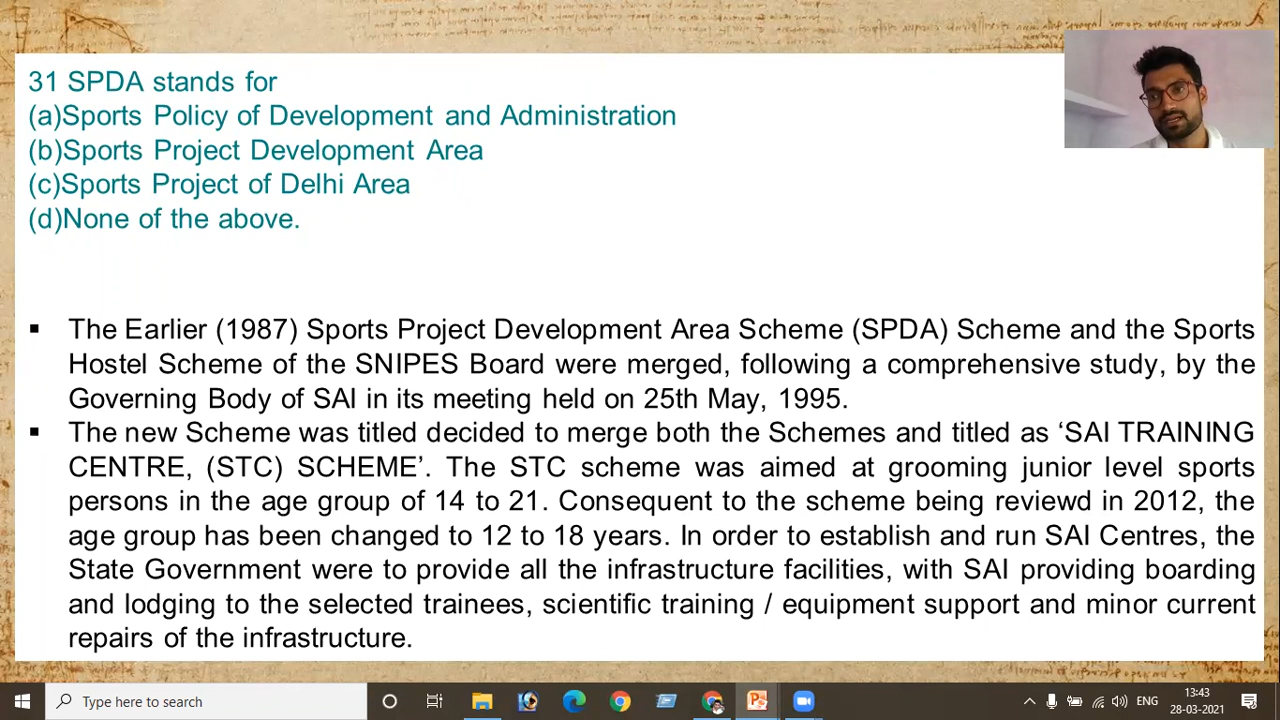 31 SPDA stands for
(a)Sports Policy of Development and Administration
(b)Sports Project Development Area
(c)Sports Project of Delhi Area
(d)None of the above.
▪ The Earlier (1987) Sports Project Development Area Scheme (SPDA) Scheme and the Sports
Hostel Scheme of the SNIPES Board were merged, following a comprehensive study, by the
Governing Body of SAI in its meeting held on 25th May, 1995.
▪ The new Scheme was titled decided to merge both the Schemes and titled as ‘SAI TRAINING
CENTRE, (STC) SCHEME’. The STC scheme was aimed at grooming junior level sports
persons in the age group of 14 to 21. Consequent to the scheme being reviewd in 2012, the
age group has been changed to 12 to 18 years. In order to establish and run SAI Centres, the
State Government were to provide all the infrastructure facilities, with SAI providing boarding
and lodging to the selected trainees, scientific training / equipment support and minor current
repairs of the infrastructure.
Type here to search
ENG
13:43
28-03-2021